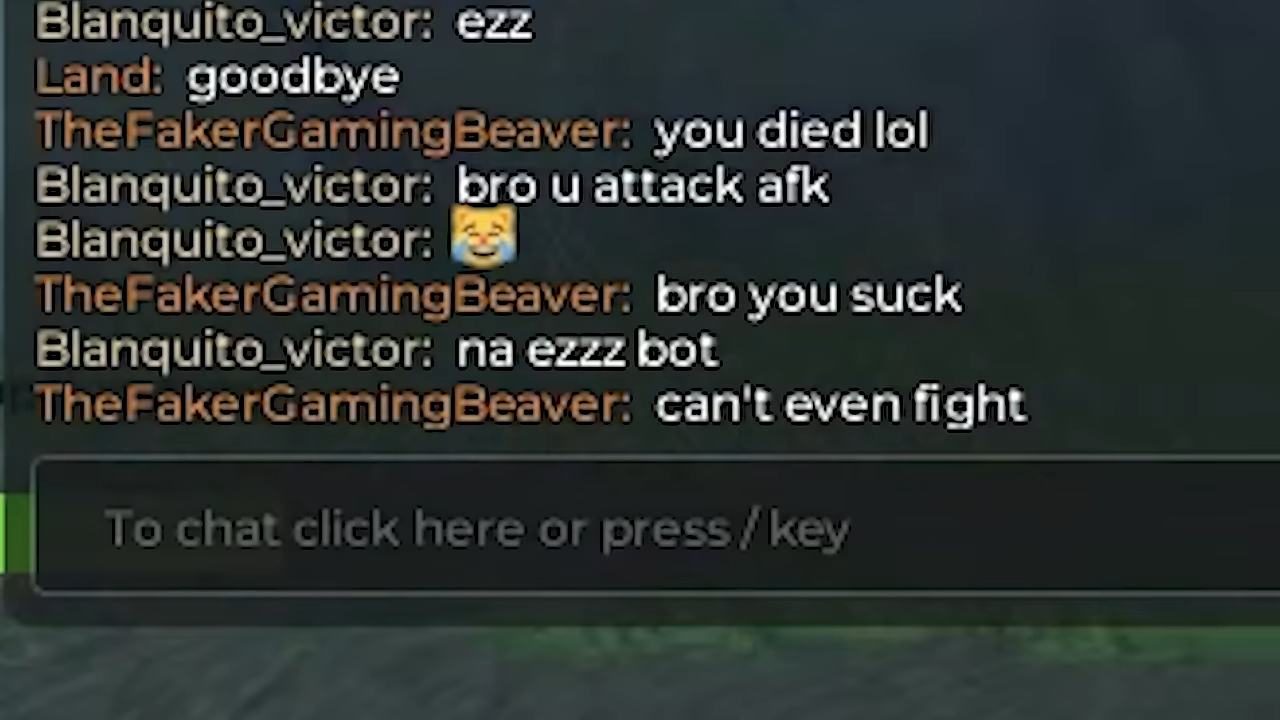 Blanquito_victor: ezz
Land: goodbye
TheFakerGamingBeaver: you died lol
Blanquito_victor: bro u attack afk
Blanquito_victor: 😹
TheFakerGamingBeaver: bro you suck
Blanquito_victor: na ezzz bot
TheFakerGamingBeaver: can't even fight
To chat click here or press / key